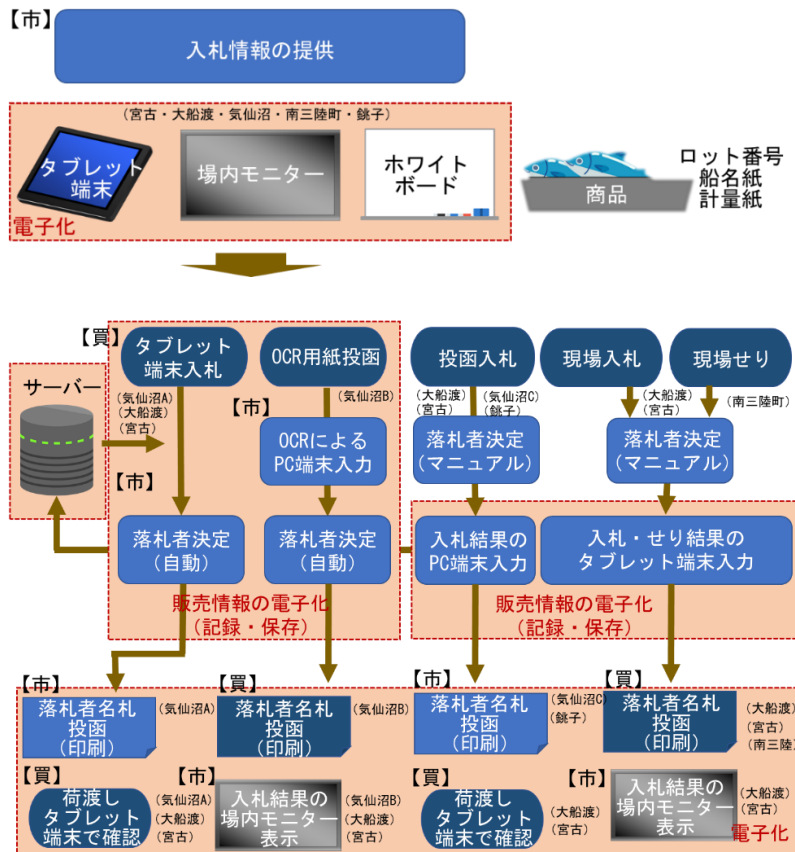 【市】
入札情報の提供
（宮古・大船渡・気仙沼・南三陸町・銚子）
タブレット
端末
場内モニター
ホワイト
ボード
電子化
商品
ロット番号
船名紙
計量紙
【買】
タブレット
端末入札
OCR用紙投函
投函入札
現場入札
現場せり
サーバー
（気仙沼A）
（大船渡）
（宮古）
（気仙沼B）
（大船渡）
（宮古）
（気仙沼C）
（銚子）
（大船渡）
（宮古）
（南三陸町）
【市】
OCRによる
PC端末入力
落札者決定
（マニュアル）
落札者決定
（マニュアル）
【市】
落札者決定
（自動）
落札者決定
（自動）
入札結果の
PC端末入力
入札・せり結果の
タブレット端末入力
販売情報の電子化
（記録・保存）
販売情報の電子化
（記録・保存）
【市】
落札者名札
投函
（印刷）
（気仙沼A）
【買】
落札者名札
投函
（印刷）
（気仙沼B）
【市】
落札者名札
投函
（印刷）
（気仙沼C）
（銚子）
【買】
落札者名札
投函
（印刷）
（大船渡）
（宮古）
（南三陸）
【買】
荷渡し
タブレット
端末で確認
（気仙沼A）
（大船渡）
（宮古）
【市】
入札結果の
場内モニター
表示
（気仙沼B）
（大船渡）
（宮古）
【買】
荷渡し
タブレット
端末で確認
（大船渡）
（宮古）
【市】
入札結果の
場内モニター
表示
（大船渡）
（宮古）
電子化